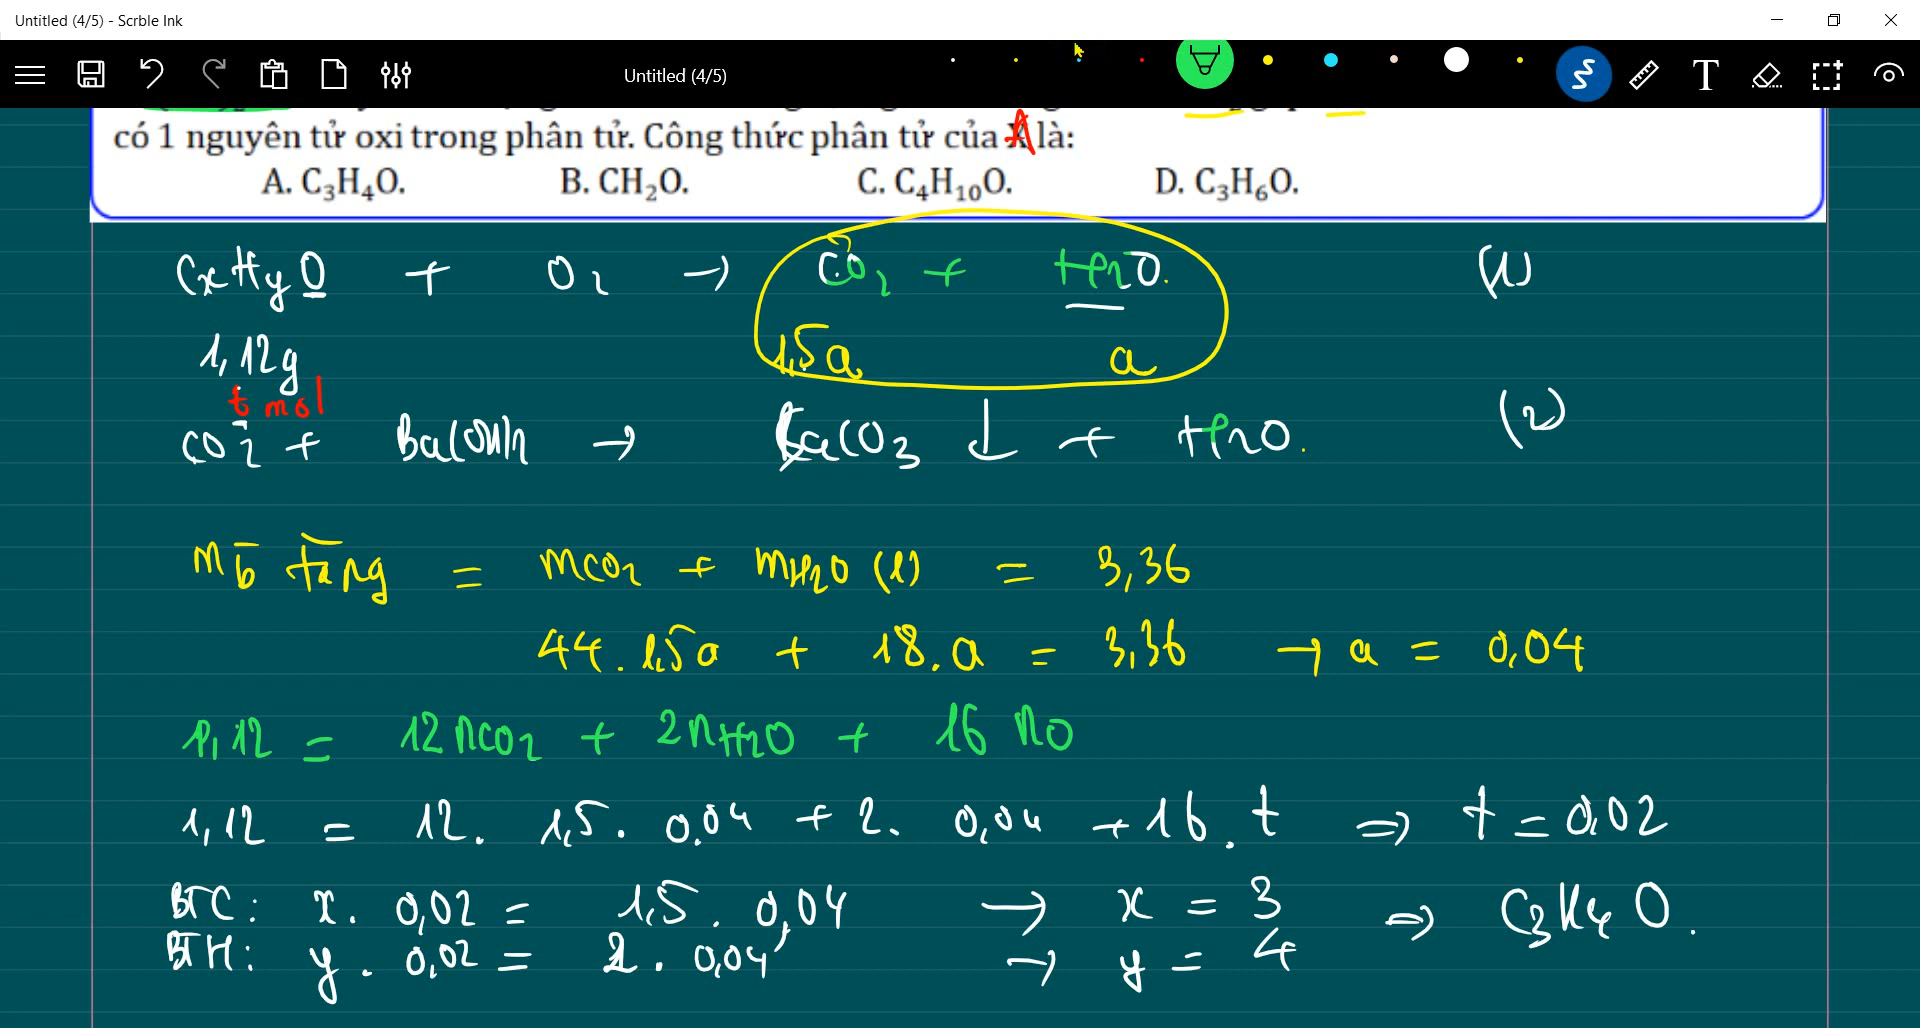 Untitled (4/5) - Scrble Ink
Untitled (4/5)
có 1 nguyên tử oxi trong phân tử. Công thức phân tử của A là:
A. C₃H₄O. B. CH₂O. C. C₄H₁₀O. D. C₃H₆O.
CxHyO + O₂ → CO₂ + H₂O. (1)
1,12g 1,5a a
t mol
CO₂ + Ba(OH)₂ → BaCO₃ ↓ + H₂O. (2)
m b tăng = mCO₂ + mH₂O (1) = 3,36
44. 1,5a + 18. a = 3,36 → a = 0,04
1,12 = 12nCO₂ + 2nH₂O + 16 nO
1,12 = 12. 1,5. 0,04 + 2. 0,04 + 16. t ⇒ t = 0,02
BTC: x. 0,02 = 1,5. 0,04 → x = 3 ⇒ C₃H₄O.
BTH: y. 0,02 = 2. 0,04 → y = 4